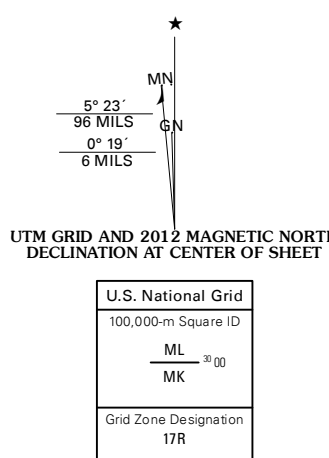 ★
MN
5° 23´
96 MILS
GN
0° 19´
6 MILS
UTM GRID AND 2012 MAGNETIC NORTH
DECLINATION AT CENTER OF SHEET
U.S. National Grid
100,000-m Square ID
ML
30 00
MK
Grid Zone Designation
17R